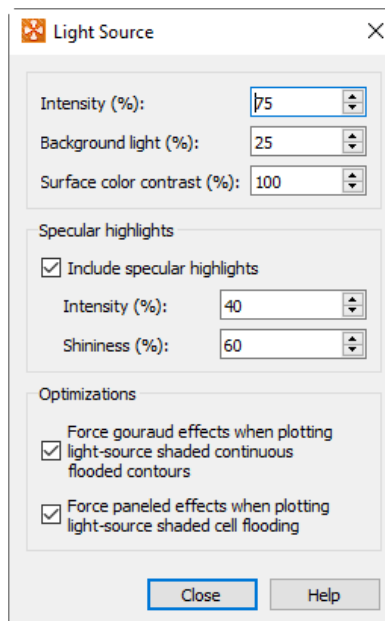 Light Source
Intensity (%): 75
Background light (%): 25
Surface color contrast (%): 100
Specular highlights
Include specular highlights
Intensity (%): 40
Shininess (%): 60
Optimizations
Force gouraud effects when plotting
light-source shaded continuous
flooded contours
Force paneled effects when plotting
light-source shaded cell flooding
Close Help